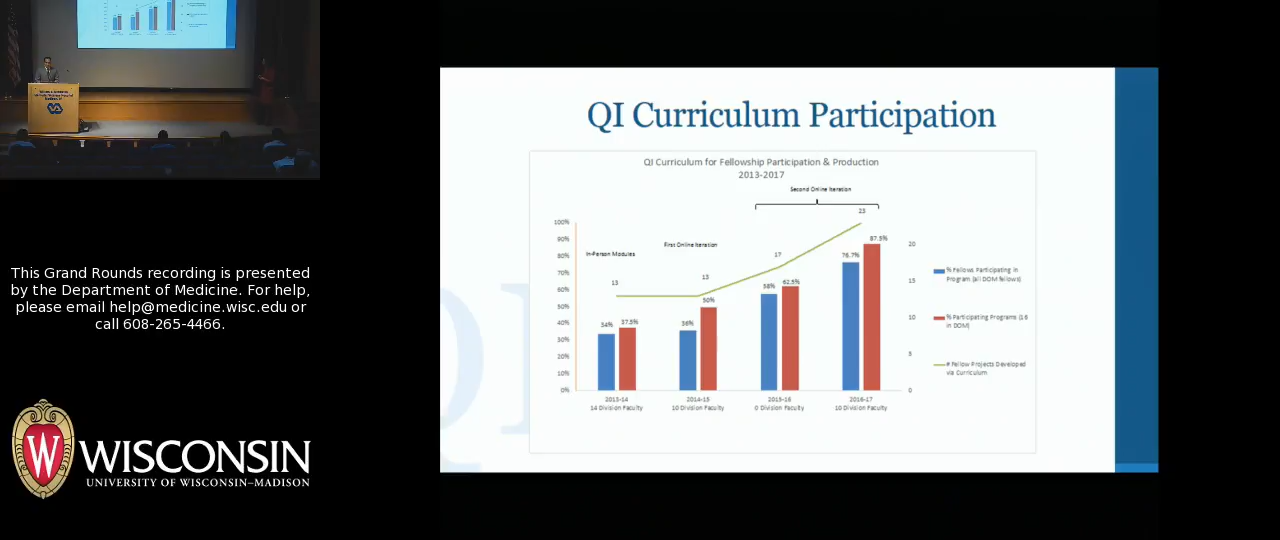 This Grand Rounds recording is presented
by the Department of Medicine. For help,
please email help@medicine.wisc.edu or
call 608-265-4466.
WISCONSIN
UNIVERSITY OF WISCONSIN–MADISON
QI Curriculum Participation
QI Curriculum for Fellowship Participation & Production
2013-2017
Second Online Iteration
First Online Iteration
In-Person Modules
100%
90%
80%
70%
60%
50%
40%
30%
20%
10%
0%
13
13
17
23
34%
37.5%
36%
50%
58%
62.5%
76.7%
87.5%
20
15
10
5
0
2013-14
14 Division Faculty
2014-15
10 Division Faculty
2015-16
0 Division Faculty
2016-17
10 Division Faculty
% Fellows Participating in
Program (all DOM fellows)
% Participating Programs (16
in DOM)
# Fellow Projects Developed
via Curriculum